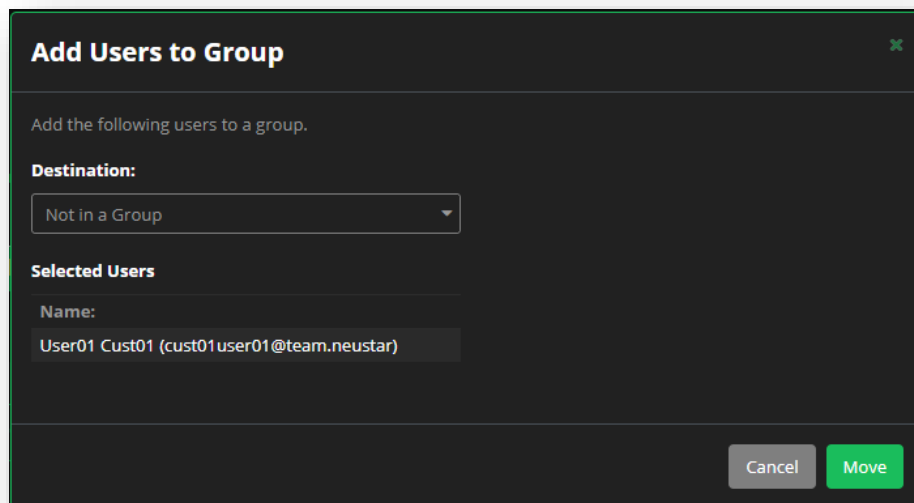 Add Users to Group
Add the following users to a group.
Destination:
Not in a Group
Selected Users
Name:
User01 Cust01 (cust01user01@team.neustar)
Cancel
Move